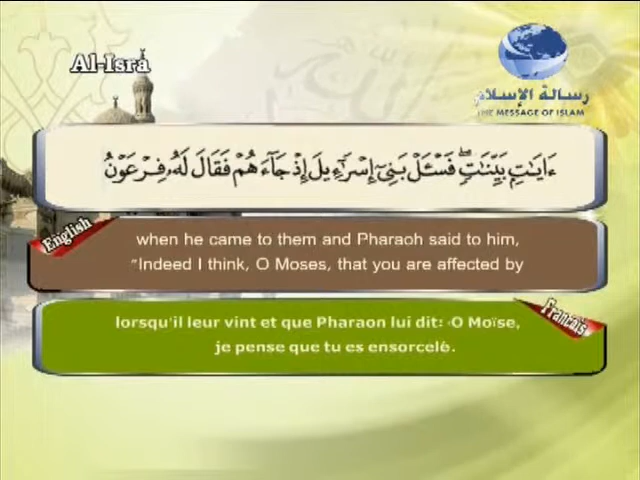 Al-Isra
رسالة الإسلام
THE MESSAGE OF ISLAM
ءَايَٰتٍۭ بَيِّنَٰتٍۖ فَسْـَٔلْ بَنِىٓ إِسْرَٰٓءِيلَ إِذْ جَآءَهُمْ فَقَالَ لَهُۥ فِرْعَوْنُ
English
when he came to them and Pharaoh said to him,
"Indeed I think, O Moses, that you are affected by
Francais
lorsqu'il leur vint et que Pharaon lui dit: ‹O Moïse,
je pense que tu es ensorcelé.